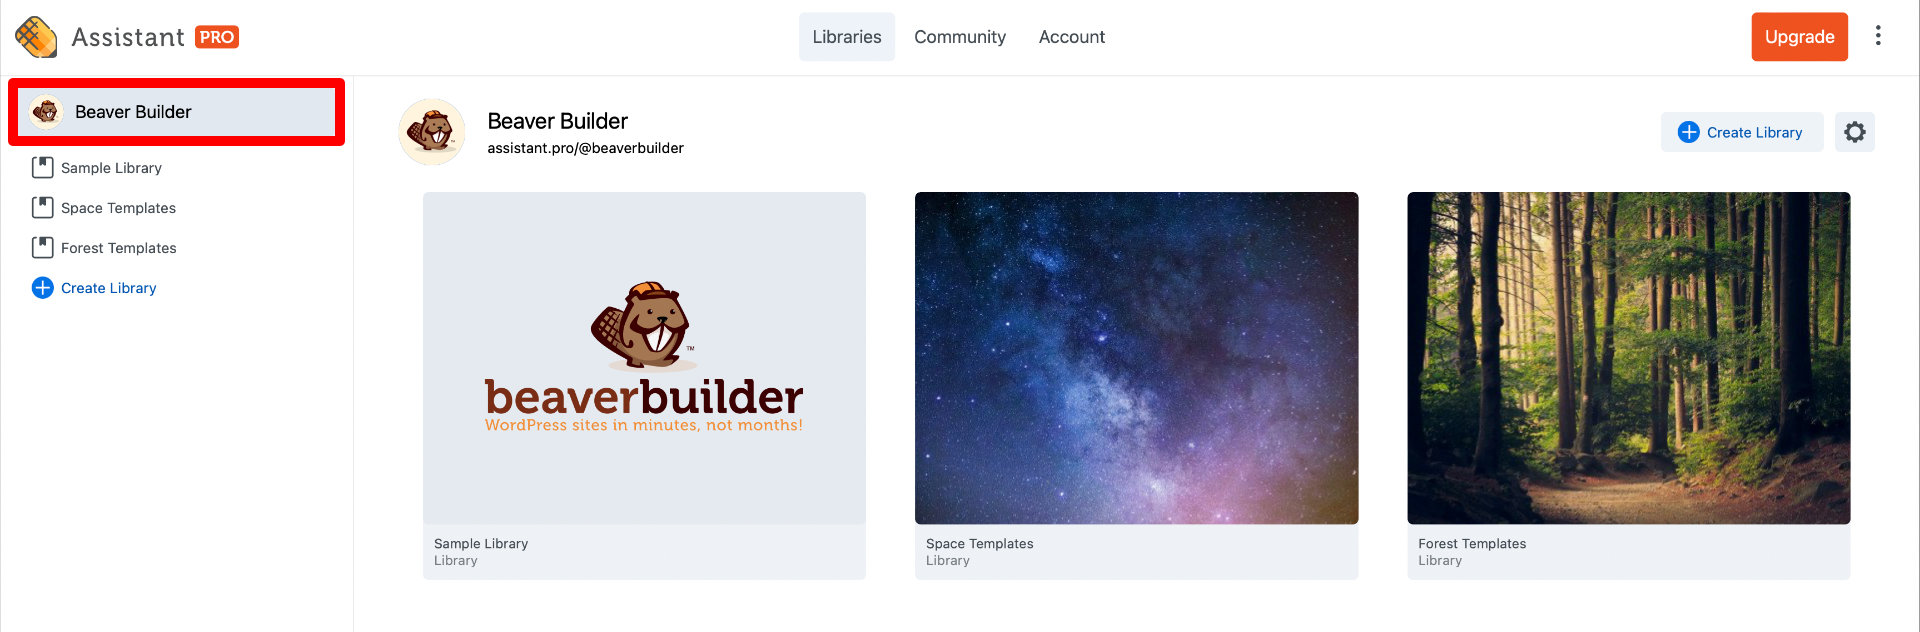 Assistant PRO
Libraries
Community
Account
Upgrade
Beaver Builder
Sample Library
Space Templates
Forest Templates
Create Library
Beaver Builder
assistant.pro/@beaverbuilder
Create Library
TM
beaverbuilder
WordPress sites in minutes, not months!
Sample Library
Library
Space Templates
Library
Forest Templates
Library